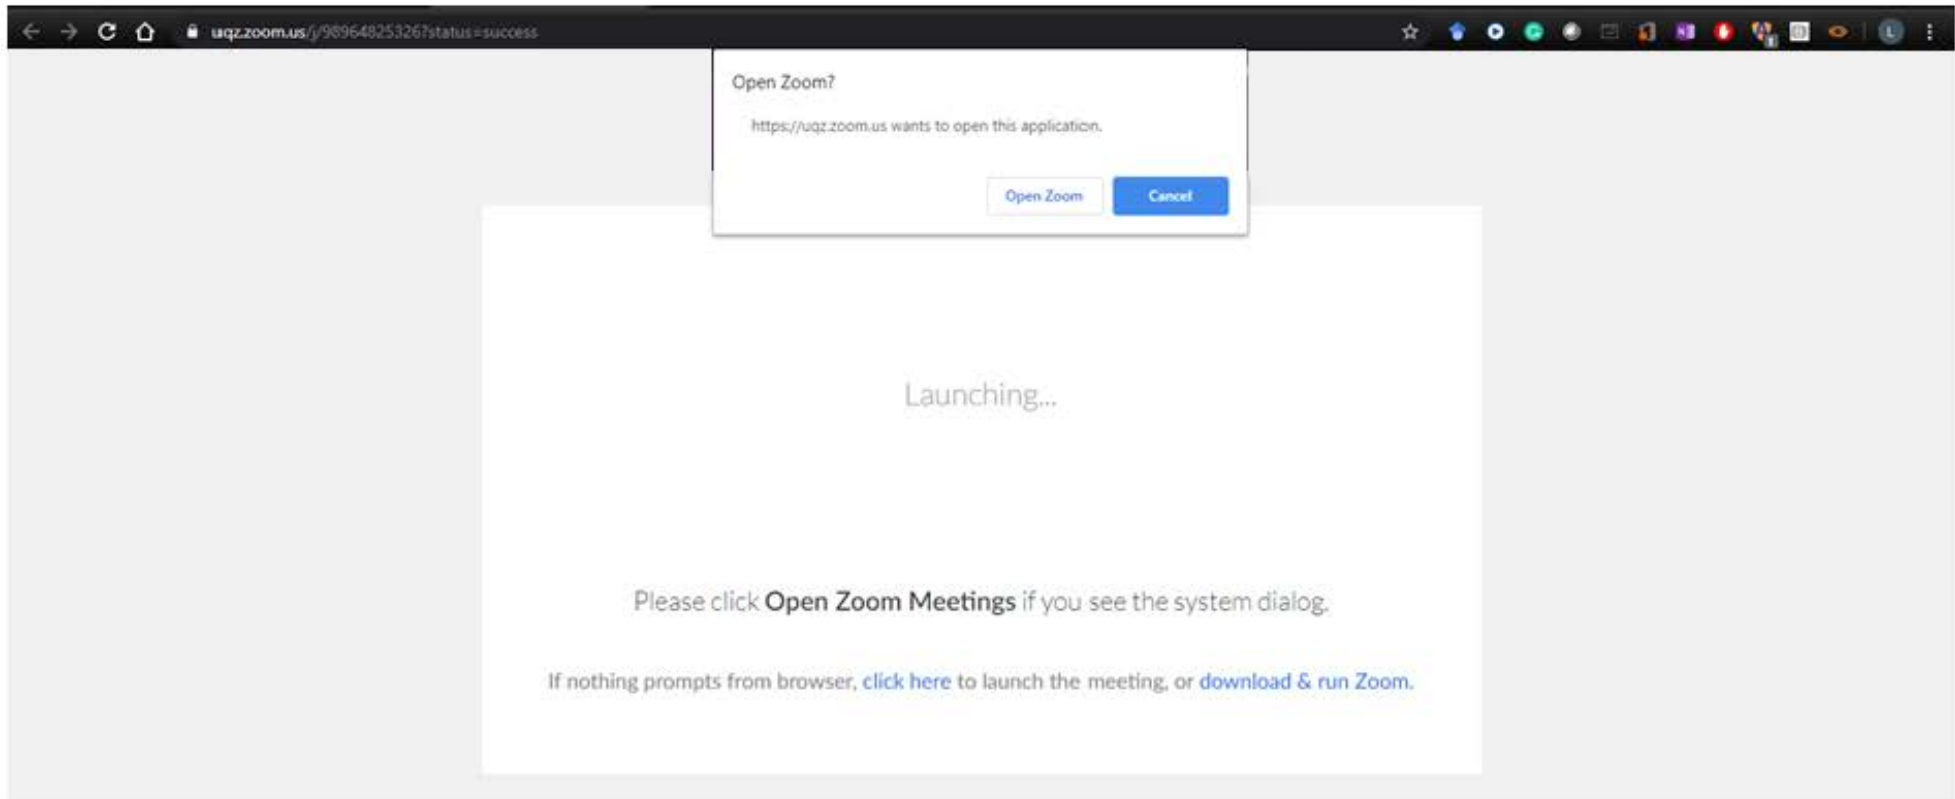 uqz.zoom.us/j/98964825326?status=success
Open Zoom?
https://uqz.zoom.us wants to open this application.
Open Zoom
Cancel
L
Launching...
Please click Open Zoom Meetings if you see the system dialog.
If nothing prompts from browser, click here to launch the meeting, or download & run Zoom.